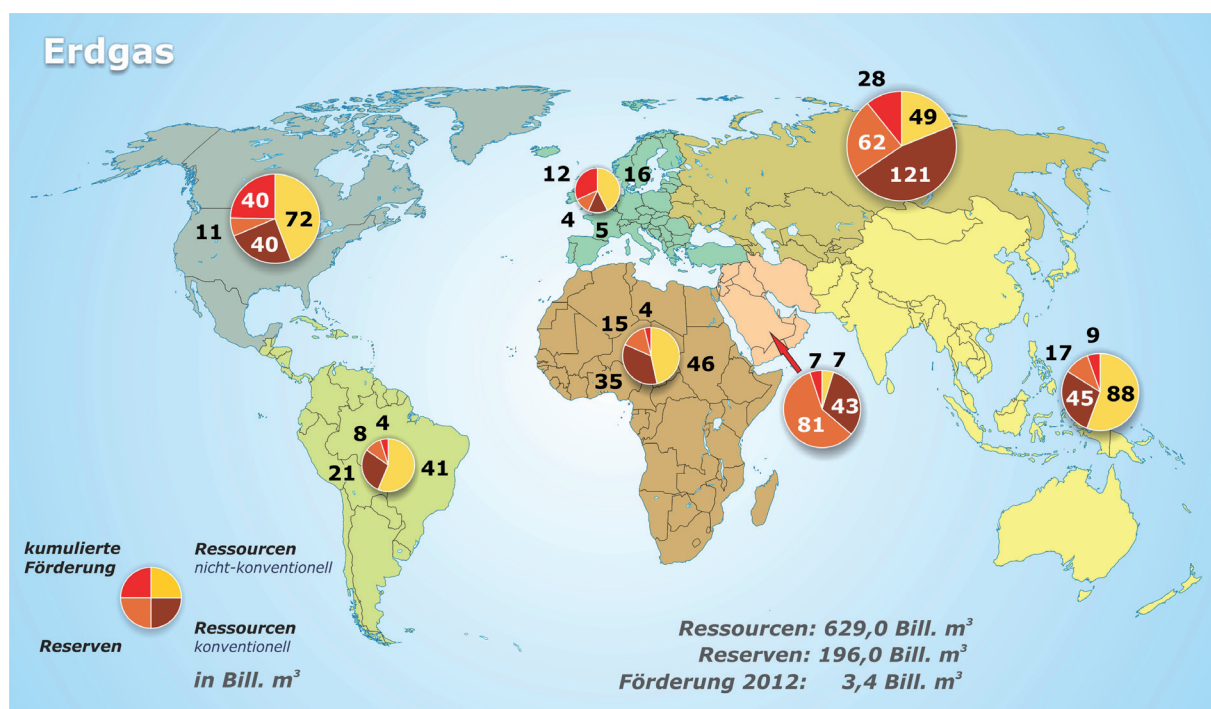 Erdgas
28
49
62
121
12
16
4
5
40
72
11
40
15
4
35
46
7
7
43
81
17
9
45
88
8
4
21
41
kumulierte
Förderung
Ressourcen
nicht-konventionell
Reserven
Ressourcen
konventionell
in Bill. m³
Ressourcen: 629,0 Bill. m³
Reserven: 196,0 Bill. m³
Förderung 2012: 3,4 Bill. m³